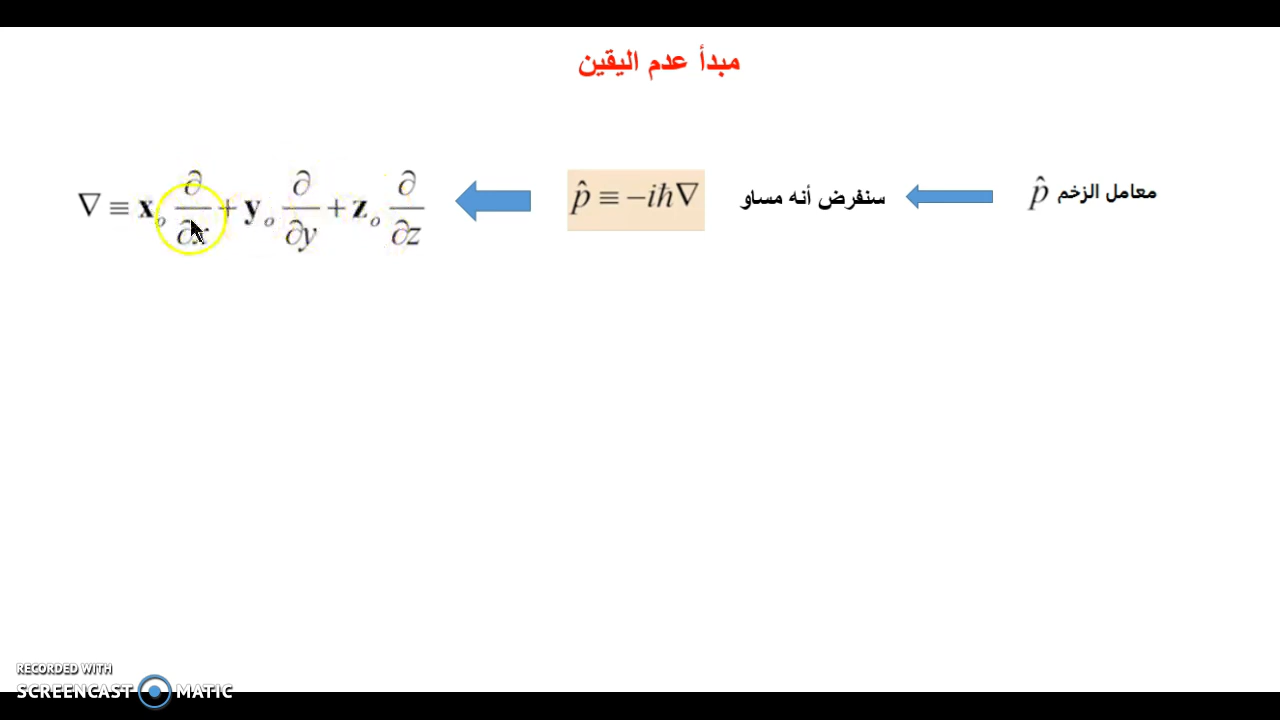 مبدأ عدم اليقين
معامل الزخم p̂
سنفرض أنه مساو
p̂ ≡ −iħ∇
∇ ≡ x₀ ∂/∂x + y₀ ∂/∂y + z₀ ∂/∂z
RECORDED WITH
SCREENCAST MATIC